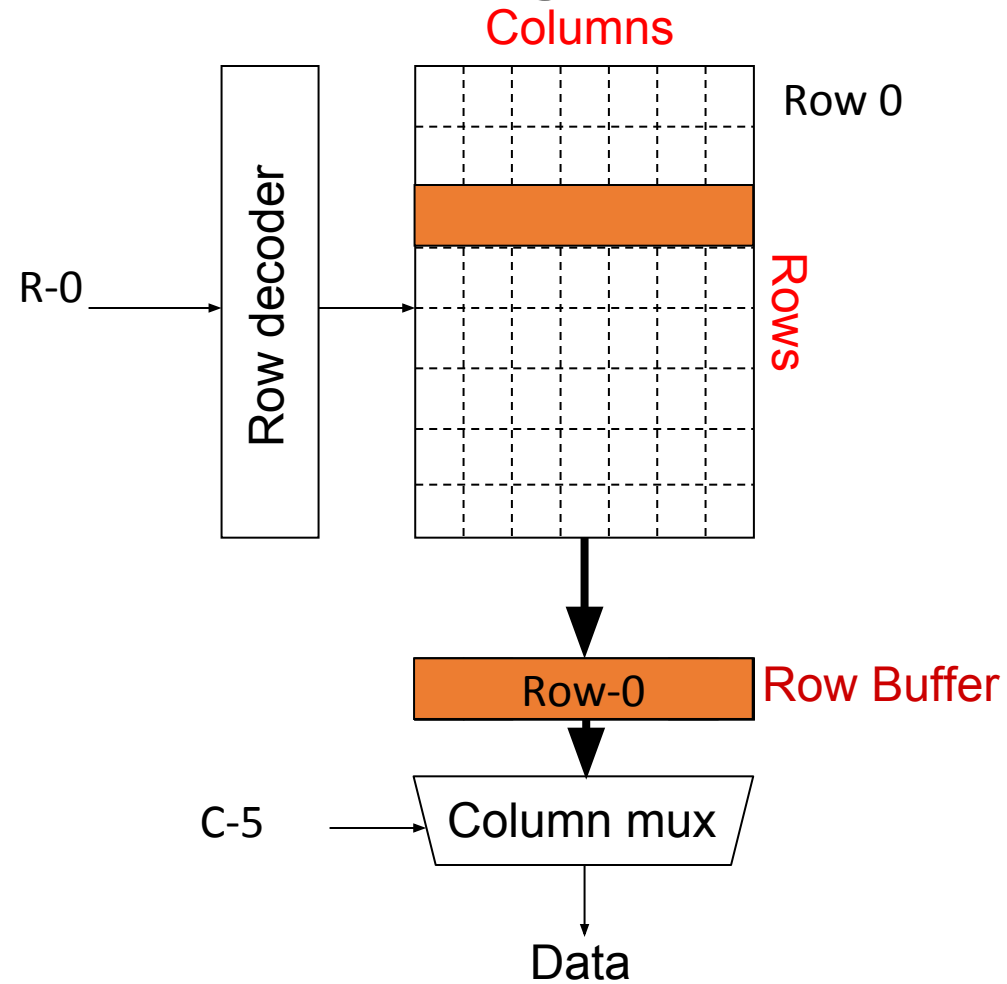 Columns
Row 0
Row decoder
R-0
Rows
Row-0
Row Buffer
C-5
Column mux
Data